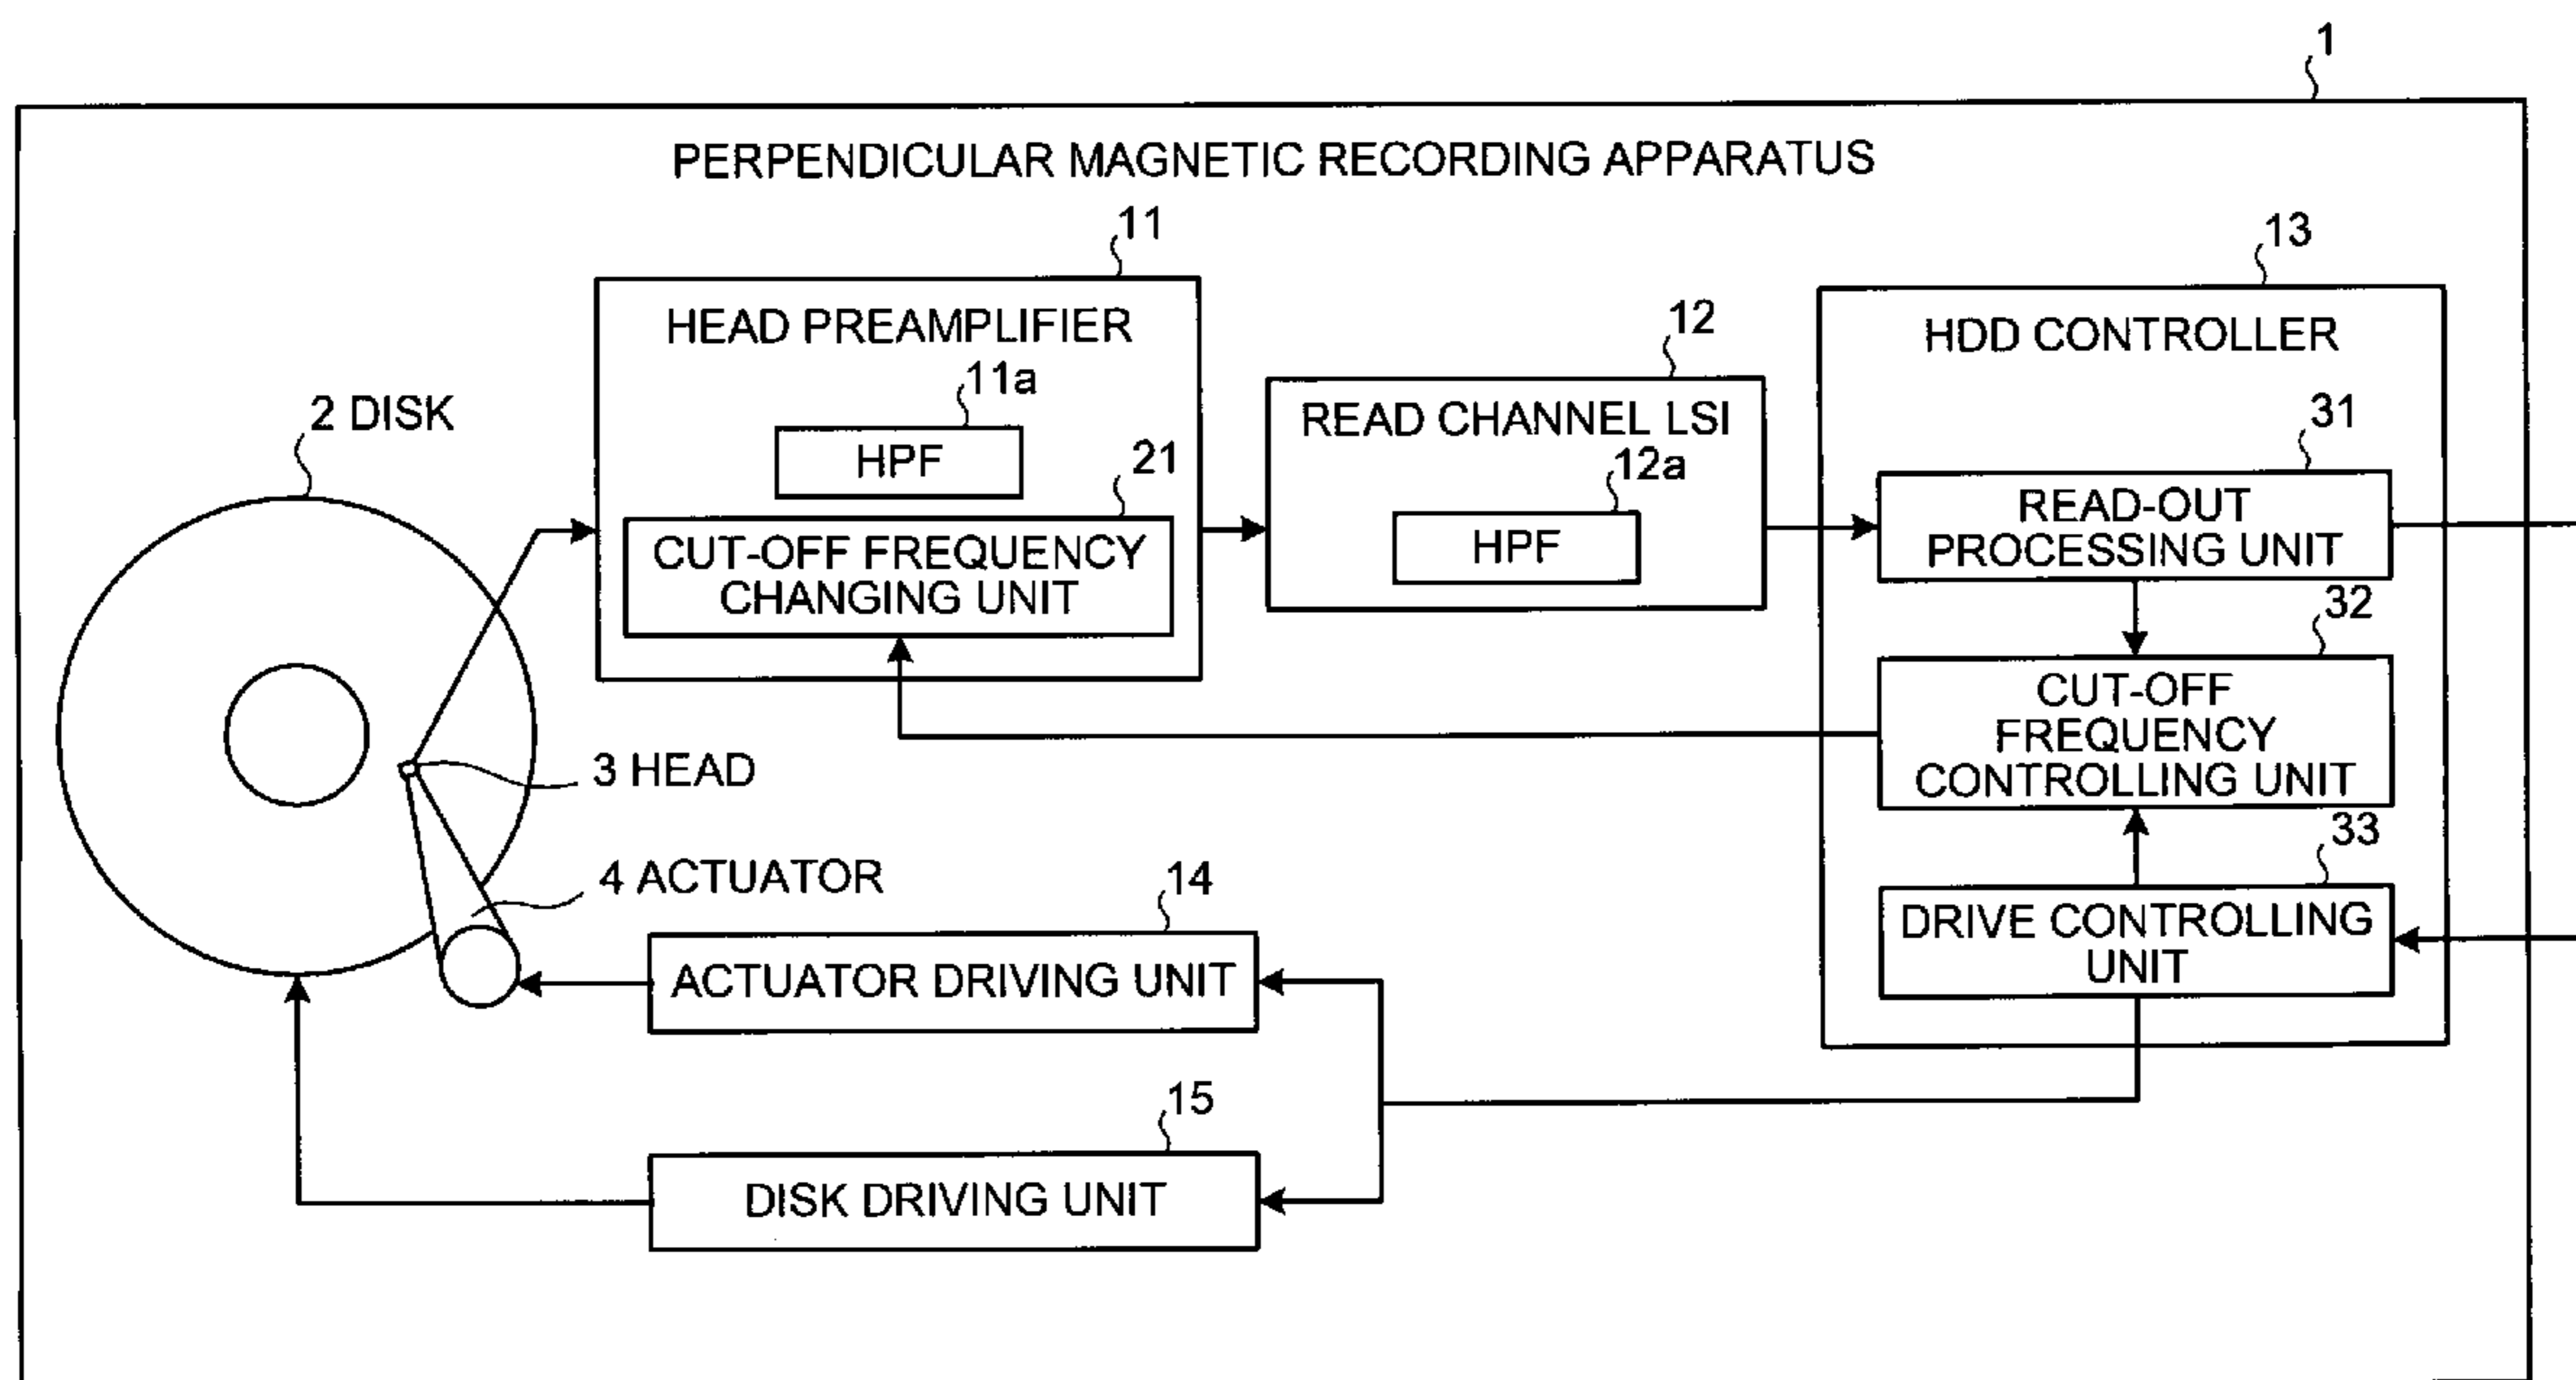 1
PERPENDICULAR MAGNETIC RECORDING APPARATUS
11
HEAD PREAMPLIFIER
11a
HPF
21
CUT-OFF FREQUENCY
CHANGING UNIT
12
READ CHANNEL LSI
12a
HPF
13
HDD CONTROLLER
31
READ-OUT
PROCESSING UNIT
32
CUT-OFF
FREQUENCY
CONTROLLING UNIT
33
DRIVE CONTROLLING
UNIT
2 DISK
3 HEAD
4 ACTUATOR
14
ACTUATOR DRIVING UNIT
15
DISK DRIVING UNIT